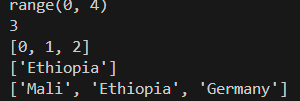 range(0, 4)
3
[0, 1, 2]
['Ethiopia']
['Mali', 'Ethiopia', 'Germany']